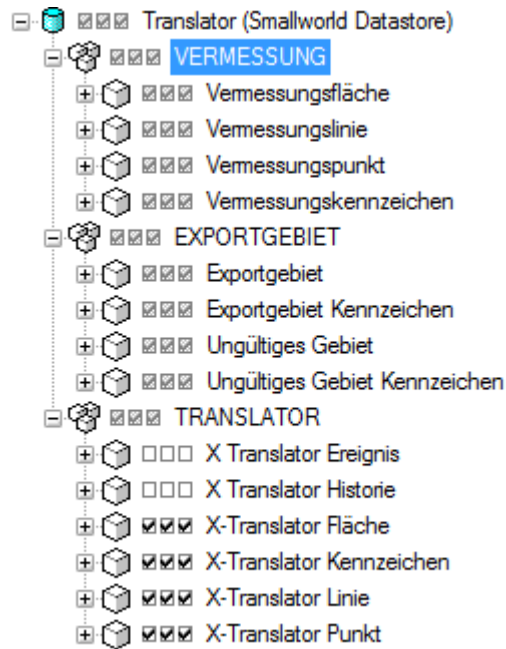 Translator (Smallworld Datastore)
VERMESSUNG
Vermessungsfläche
Vermessungslinie
Vermessungspunkt
Vermessungskennzeichen
EXPORTGEBIET
Exportgebiet
Exportgebiet Kennzeichen
Ungültiges Gebiet
Ungültiges Gebiet Kennzeichen
TRANSLATOR
X Translator Ereignis
X Translator Historie
X-Translator Fläche
X-Translator Kennzeichen
X-Translator Linie
X-Translator Punkt